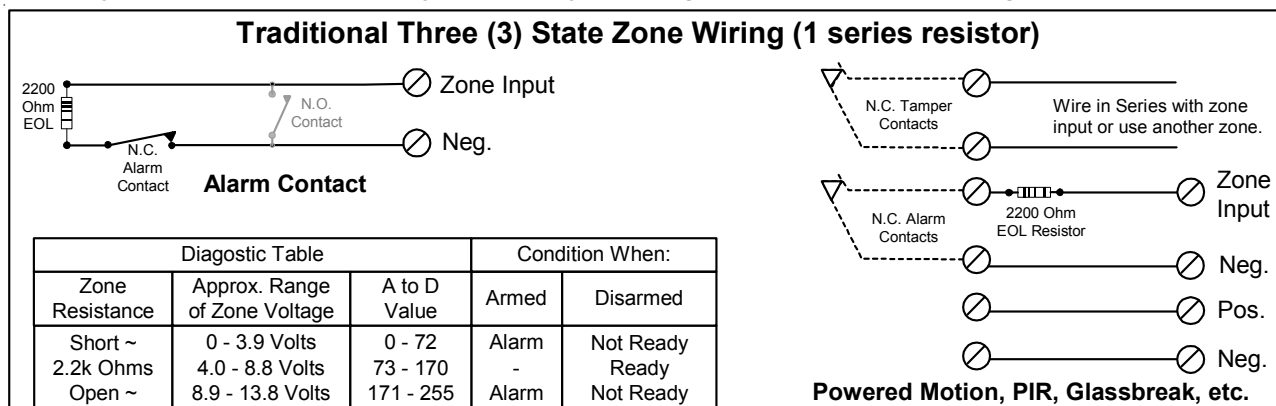 Traditional Three (3) State Zone Wiring (1 series resistor)
2200
Ohm
EOL
N.C.
Alarm
Contact
N.O.
Contact
Zone Input
Neg.
Alarm Contact
Diagostic Table
Condition When:
Zone
Resistance
Approx. Range
of Zone Voltage
A to D
Value
Armed
Disarmed
Short ~ 0 - 3.9 Volts 0 - 72 Alarm Not Ready
2.2k Ohms 4.0 - 8.8 Volts 73 - 170 - Ready
Open ~ 8.9 - 13.8 Volts 171 - 255 Alarm Not Ready
N.C. Tamper
Contacts
Wire in Series with zone
input or use another zone.
N.C. Alarm
Contacts
2200 Ohm
EOL Resistor
Zone
Input
Neg.
Pos.
Neg.
Powered Motion, PIR, Glassbreak, etc.